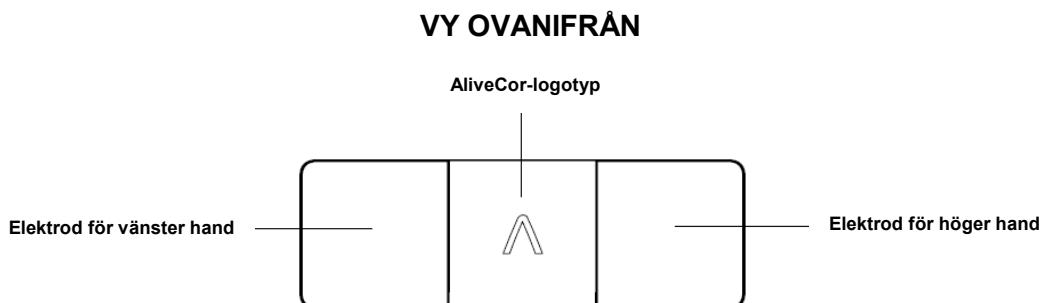 VY OVANIFRÅN
AliveCor-logotyp
Elektrod för vänster hand
Elektrod för höger hand